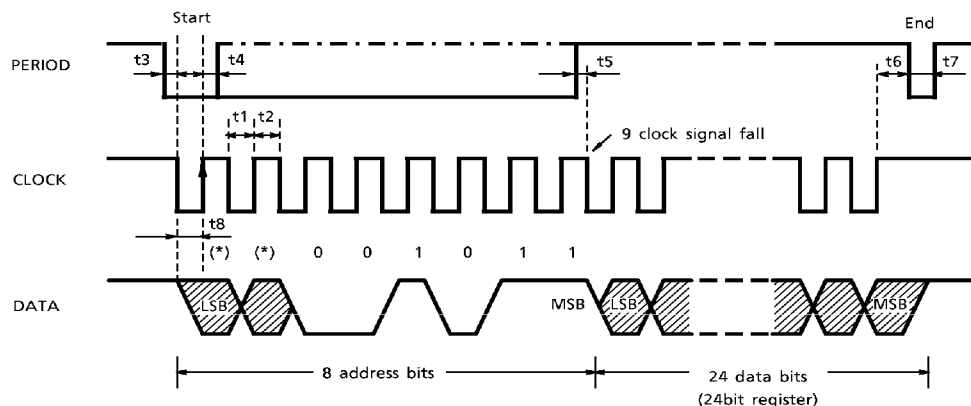 Start
End
t3 t4 t5 t6 t7
PERIOD
t1 t2
9 clock signal fall
CLOCK
t8
(*) (*) 0 0 1 0 1 1
DATA LSB MSB LSB MSB
8 address bits
24 data bits
(24bit register)